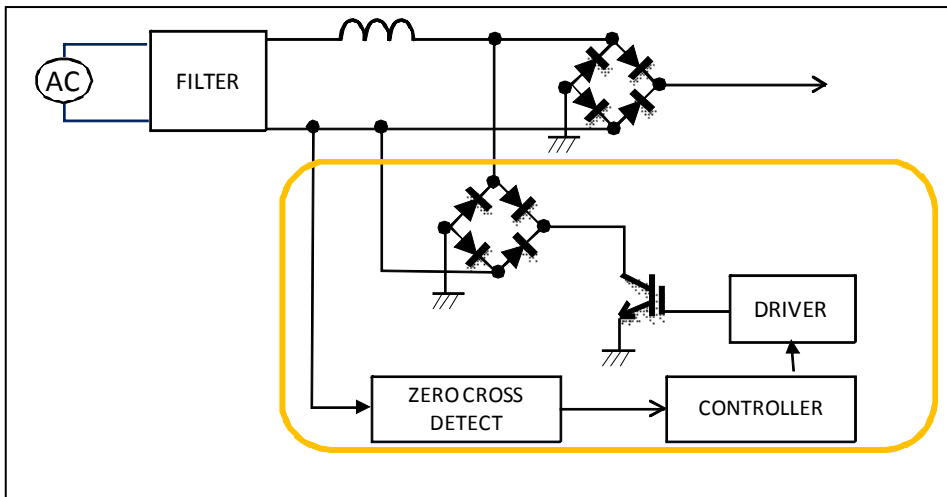 AC
FILTER
DRIVER
ZERO CROSS
DETECT
CONTROLLER